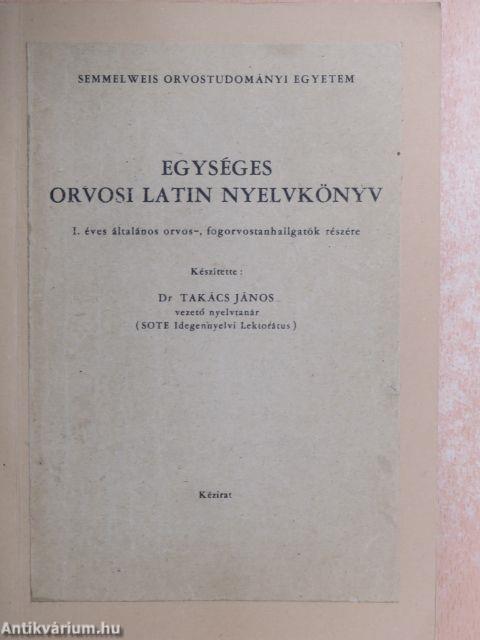 SEMMELWEIS ORVOSTUDOMÁNYI EGYETEM
EGYSÉGES
ORVOSI LATIN NYELVKÖNYV
I. éves általános orvos-, fogorvostanhallgatók részére
Készítette:
Dr TAKÁCS JÁNOS
vezető nyelvtanár
(SOTE Idegennyelvi Lektorátus)
Kézirat
Antikvárium.hu